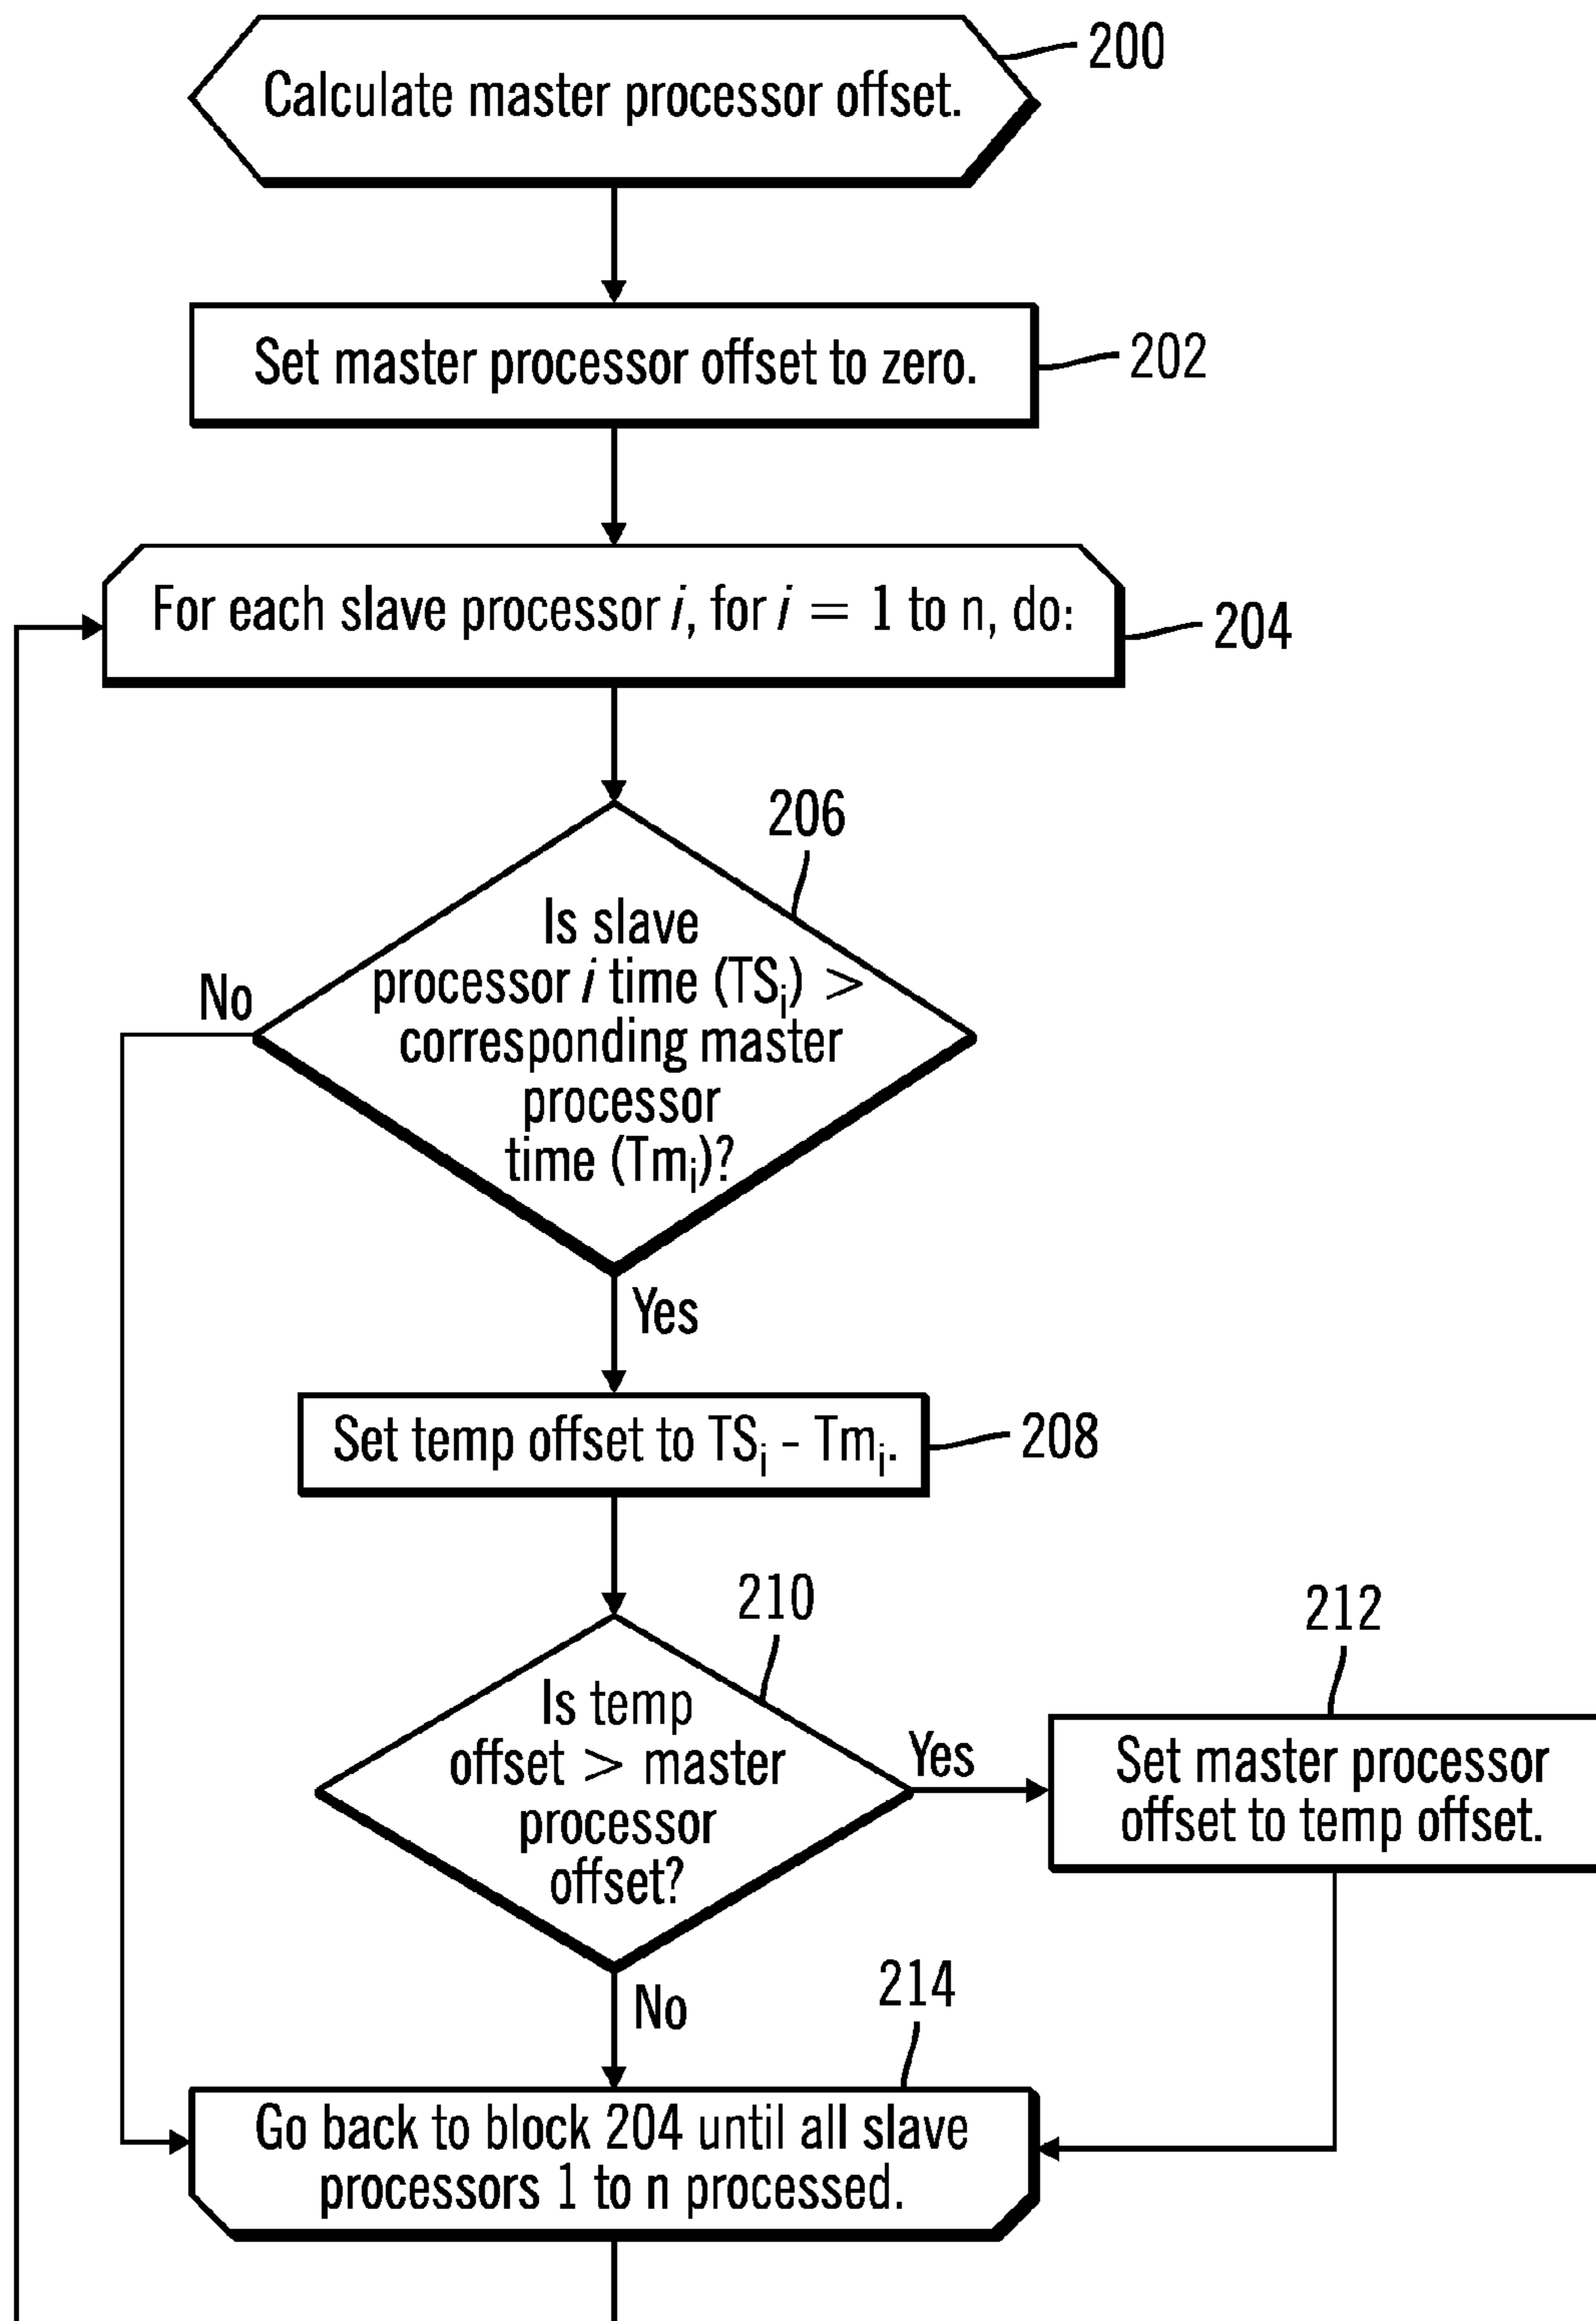 200
Calculate master processor offset.
Set master processor offset to zero.
202
For each slave processor i, for i = 1 to n, do:
204
206
Is slave
processor i time (TSi) >
corresponding master
processor
time (Tmi)?
No
Yes
Set temp offset to TSi - Tmi.
208
210
Is temp
offset > master
processor
offset?
Yes
212
Set master processor
offset to temp offset.
No
214
Go back to block 204 until all slave
processors 1 to n processed.